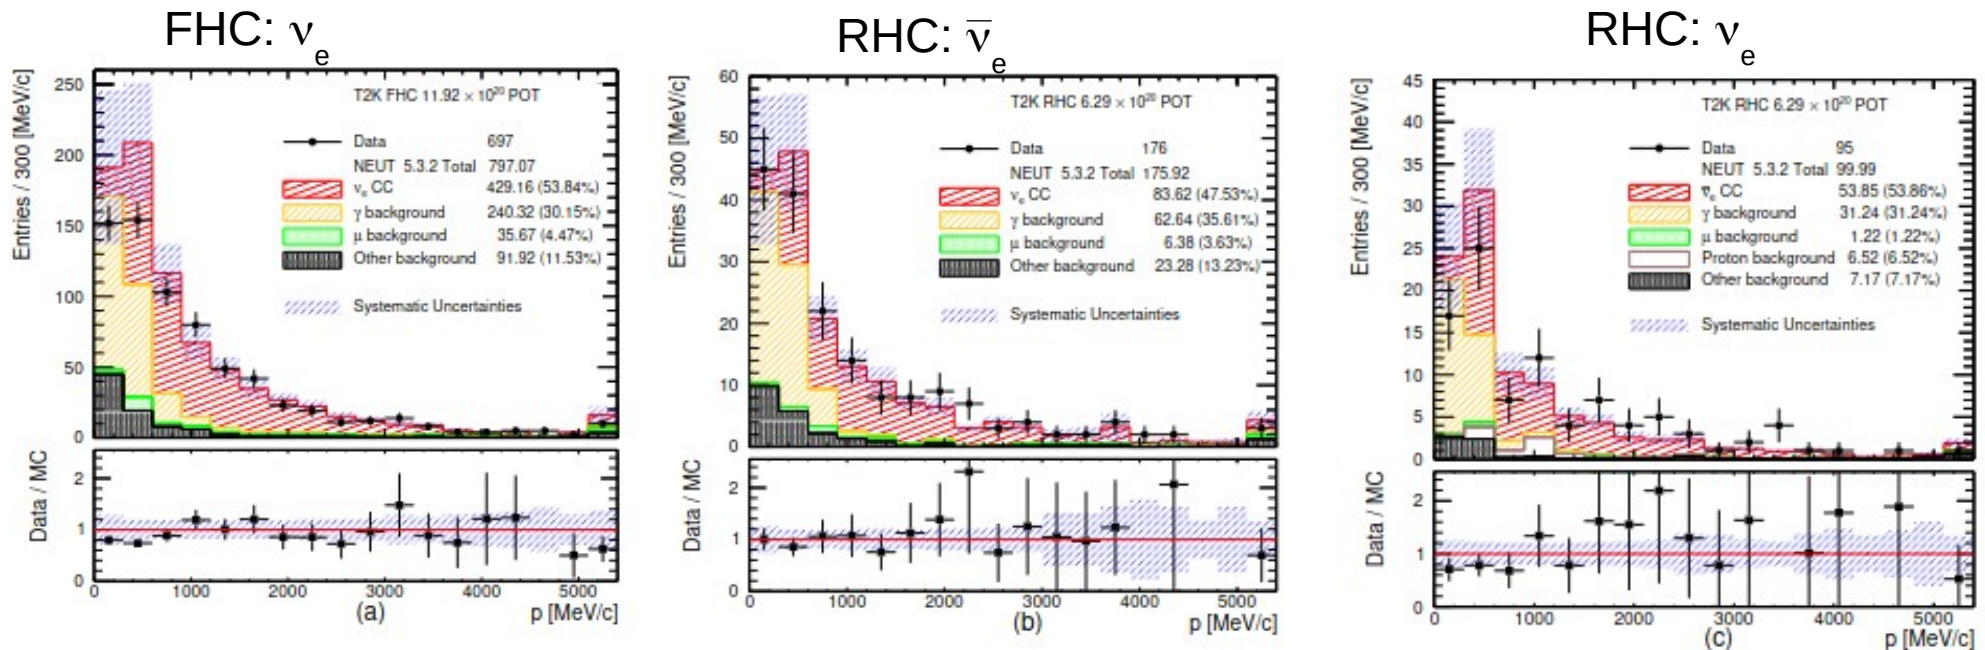 FHC: νe
250
200
150
100
50
0
Entries / 300 [MeV/c]
T2K FHC 11.92 × 10²⁰ POT
Data 697
NEUT 5.3.2 Total 797.07
νe CC 429.16 (53.84%)
γ background 240.32 (30.15%)
μ background 35.67 (4.47%)
Other background 91.92 (11.53%)
Systematic Uncertainties
2
1
0
Data / MC
0 1000 2000 3000 4000 5000
(a) p [MeV/c]
RHC: ν̅e
60
50
40
30
20
10
0
Entries / 300 [MeV/c]
T2K RHC 6.29 × 10²⁰ POT
Data 176
NEUT 5.3.2 Total 175.92
νe CC 83.62 (47.53%)
γ background 62.64 (35.61%)
μ background 6.38 (3.63%)
Other background 23.28 (13.23%)
Systematic Uncertainties
2
1
0
Data / MC
0 1000 2000 3000 4000 5000
(b) p [MeV/c]
RHC: νe
45
40
35
30
25
20
15
10
5
0
Entries / 300 [MeV/c]
T2K RHC 6.29 × 10²⁰ POT
Data 95
NEUT 5.3.2 Total 99.99
ν̅e CC 53.85 (53.86%)
γ background 31.24 (31.24%)
μ background 1.22 (1.22%)
Proton background 6.52 (6.52%)
Other background 7.17 (7.17%)
Systematic Uncertainties
2
1
0
Data / MC
0 1000 2000 3000 4000 5000
(c) p [MeV/c]